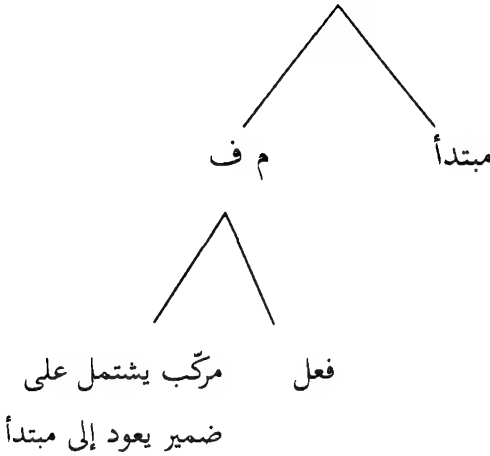 مبتدأ م ف
فعل مركّب يشتمل على
ضمير يعود إلى مبتدأ